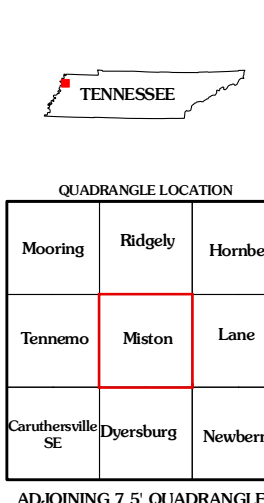 TENNESSEE
QUADRANGLE LOCATION
Mooring Ridgely Hornbe
Tennemo Miston Lane
Caruthersville
SE Dyersburg Newbern
ADJOINING 7.5' QUADRANGLE